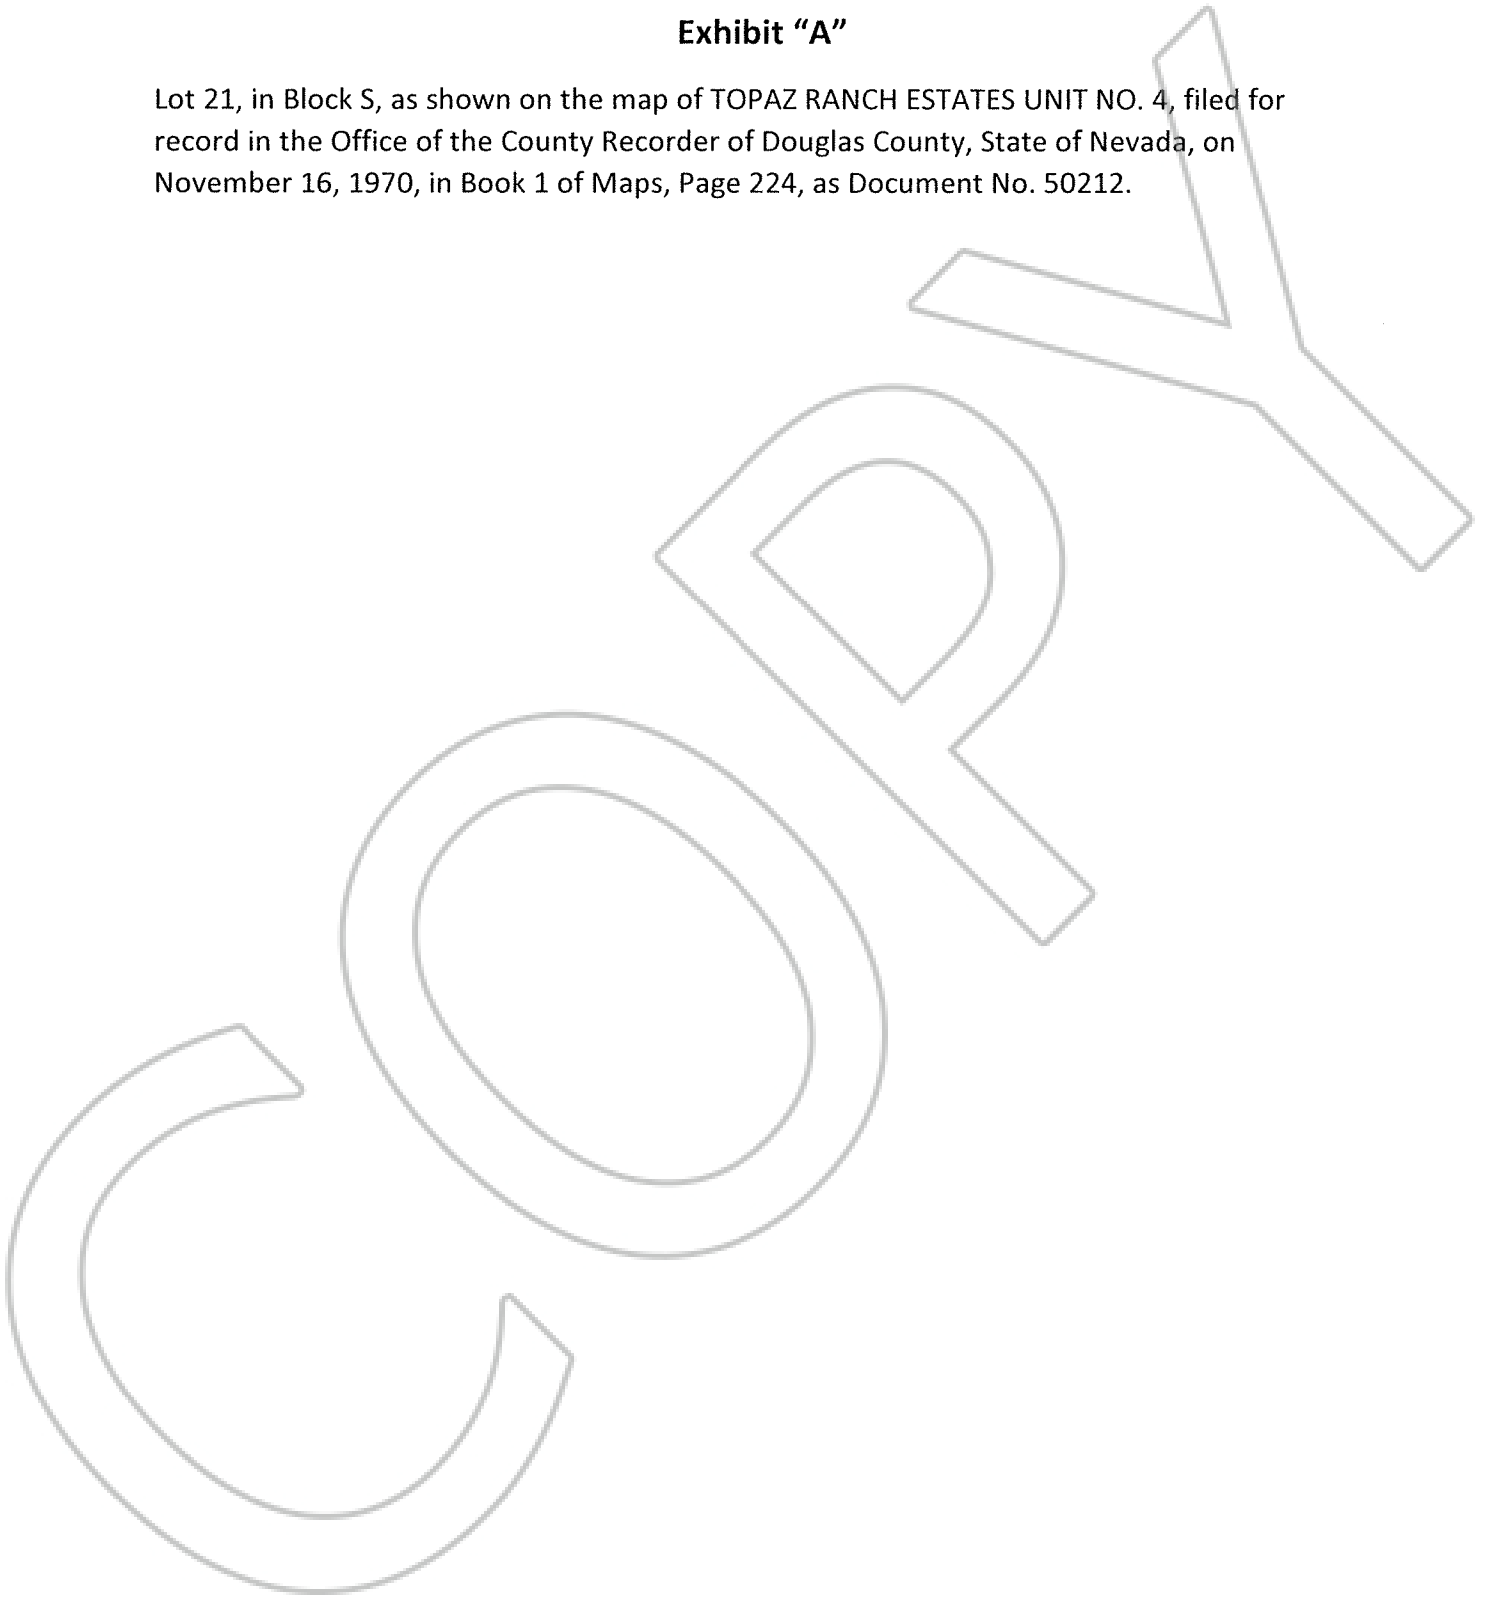 Exhibit “A”
Lot 21, in Block S, as shown on the map of TOPAZ RANCH ESTATES UNIT NO. 4, filed for
record in the Office of the County Recorder of Douglas County, State of Nevada, on
November 16, 1970, in Book 1 of Maps, Page 224, as Document No. 50212.
COPY